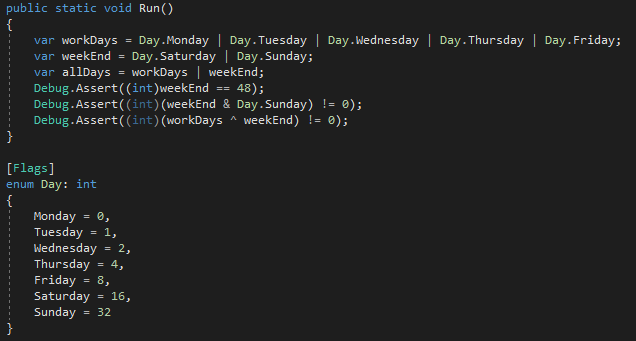 public static void Run()
{
var workDays = Day.Monday | Day.Tuesday | Day.Wednesday | Day.Thursday | Day.Friday;
var weekEnd = Day.Saturday | Day.Sunday;
var allDays = workDays | weekEnd;
Debug.Assert((int)weekEnd == 48);
Debug.Assert((int)(weekEnd & Day.Sunday) != 0);
Debug.Assert((int)(workDays ^ weekEnd) != 0);
}
[Flags]
enum Day: int
{
Monday = 0,
Tuesday = 1,
Wednesday = 2,
Thursday = 4,
Friday = 8,
Saturday = 16,
Sunday = 32
}